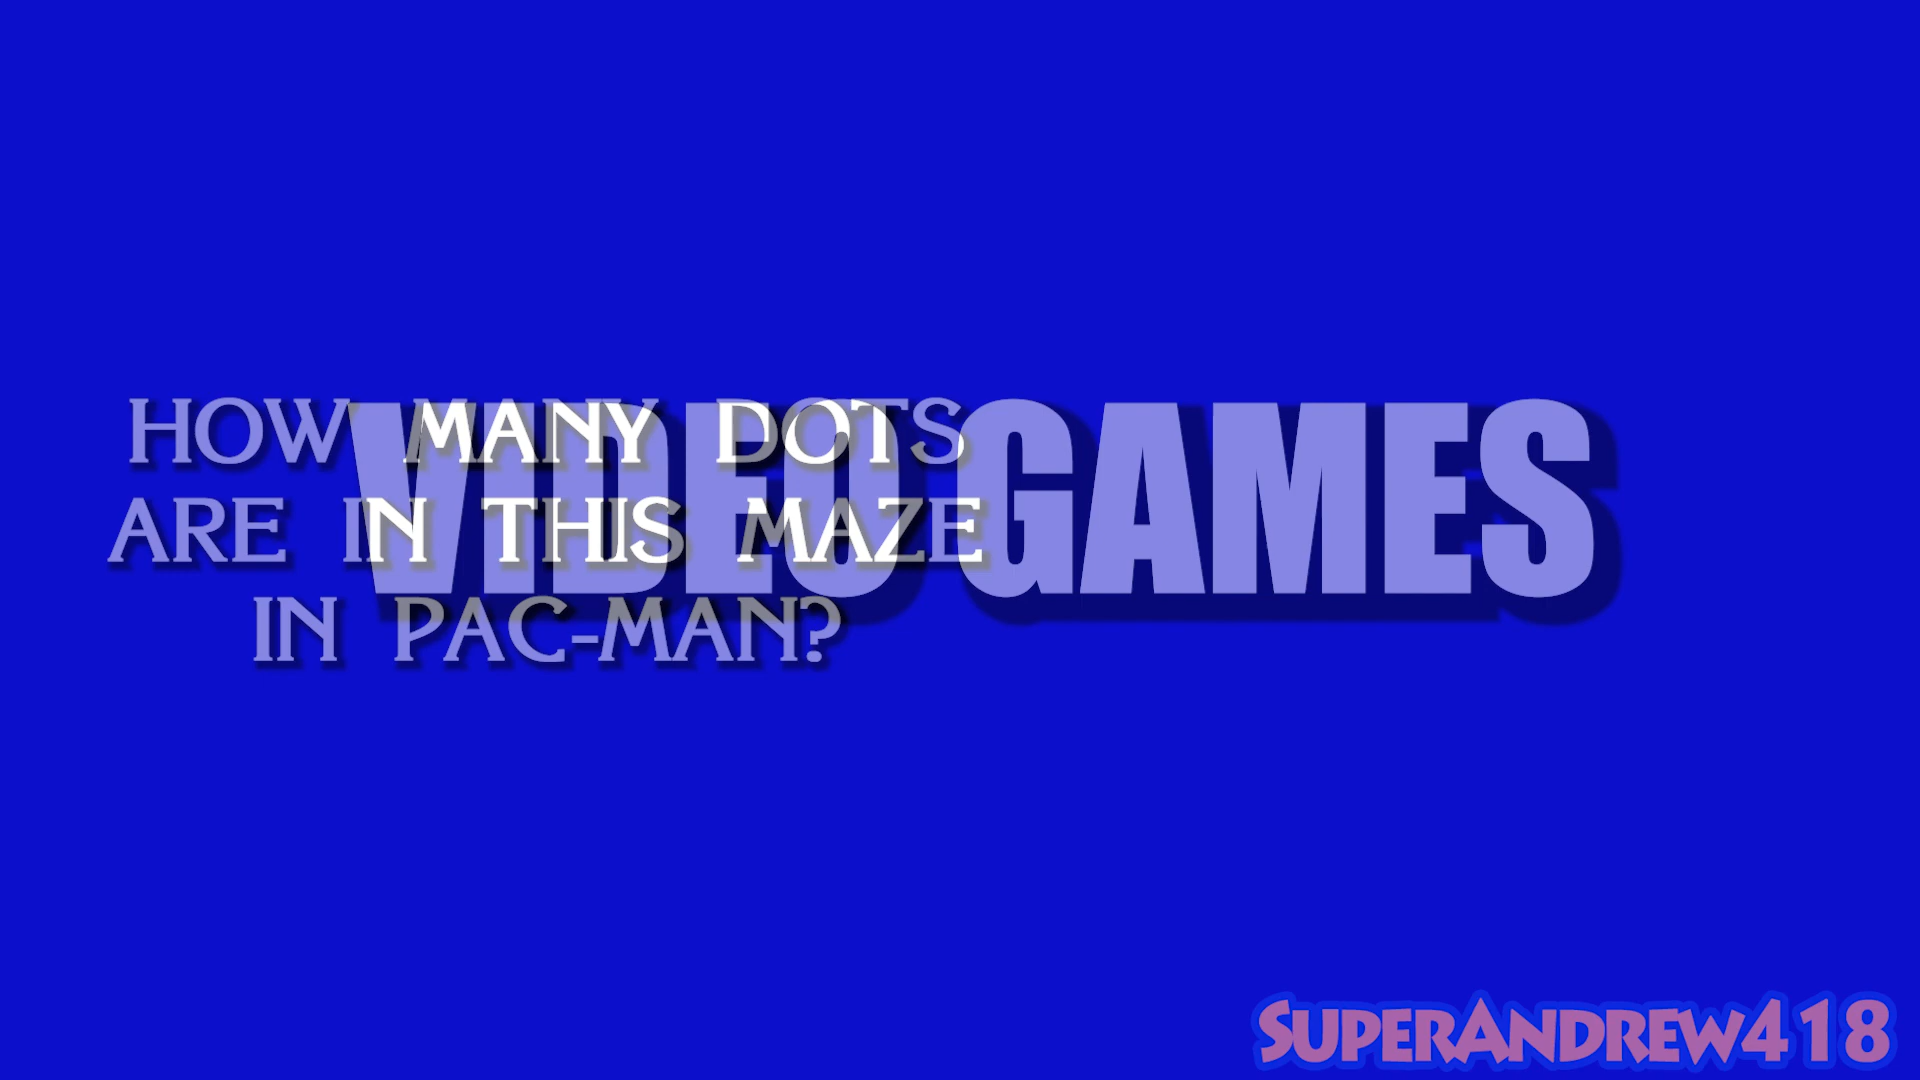 HOW MANY DOTS
ARE IN THIS MAZE
IN PAC-MAN?
VIDEO GAMES
SUPERANDREW418